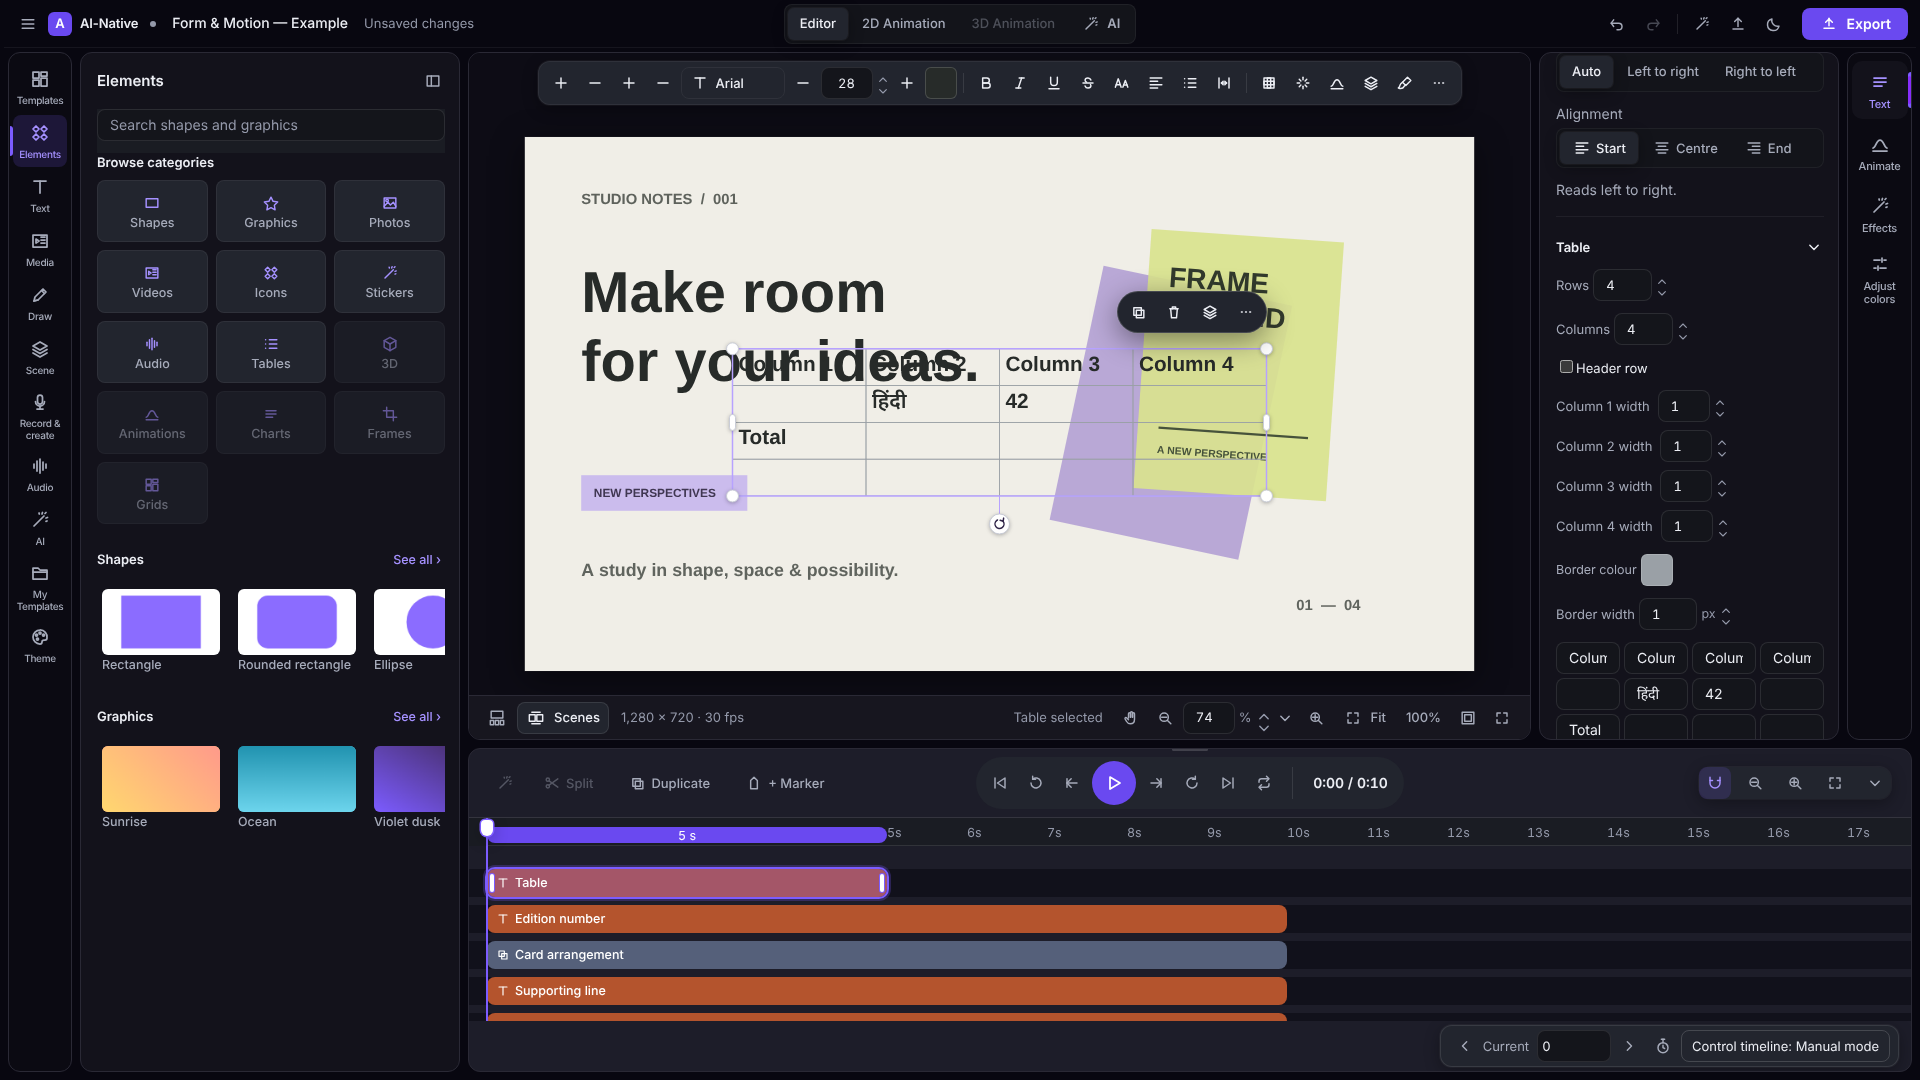 AI-Native
Form & Motion — Example
Unsaved changes
Editor
2D Animation
3D Animation
AI
Export
Templates
Elements
Text
Media
Draw
Scene
Record & create
Audio
AI
My Templates
Theme
Elements
Search shapes and graphics
Browse categories
Shapes
Graphics
Photos
Videos
Icons
Stickers
Audio
Tables
3D
Animations
Charts
Frames
Grids
Shapes
See all ›
Rectangle
Rounded rectangle
Ellipse
Graphics
See all ›
Sunrise
Ocean
Violet dusk
Arial
28
STUDIO NOTES / 001
Make room
for your ideas.
FRAME
D
Column 1
Column 2
Column 3
Column 4
हिंदी
42
Total
A NEW PERSPECTIVE
NEW PERSPECTIVES
A study in shape, space & possibility.
01 — 04
Scenes
1,280 × 720 · 30 fps
Table selected
74
%
Fit
100%
Auto
Left to right
Right to left
Alignment
Start
Centre
End
Reads left to right.
Table
Rows 4
Columns 4
Header row
Column 1 width 1
Column 2 width 1
Column 3 width 1
Column 4 width 1
Border colour
Border width 1 px
Colum
Colum
Colum
Colum
हिंदी
42
Total
Text
Animate
Effects
Adjust colors
Split
Duplicate
+ Marker
0:00 / 0:10
5 s
5s
6s
7s
8s
9s
10s
11s
12s
13s
14s
15s
16s
17s
Table
Edition number
Card arrangement
Supporting line
Current 0
Control timeline: Manual mode